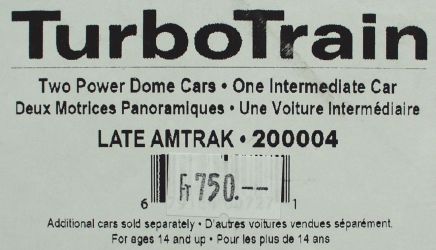 TurboTrain
Two Power Dome Cars • One Intermediate Car
Deux Motrices Panoramiques • Une Voiture Intermédiaire
LATE AMTRAK • 200004
Fr 750.--
6 1
Additional cars sold separately • D'autres voitures vendues séparément.
For ages 14 and up • Pour les plus de 14 ans